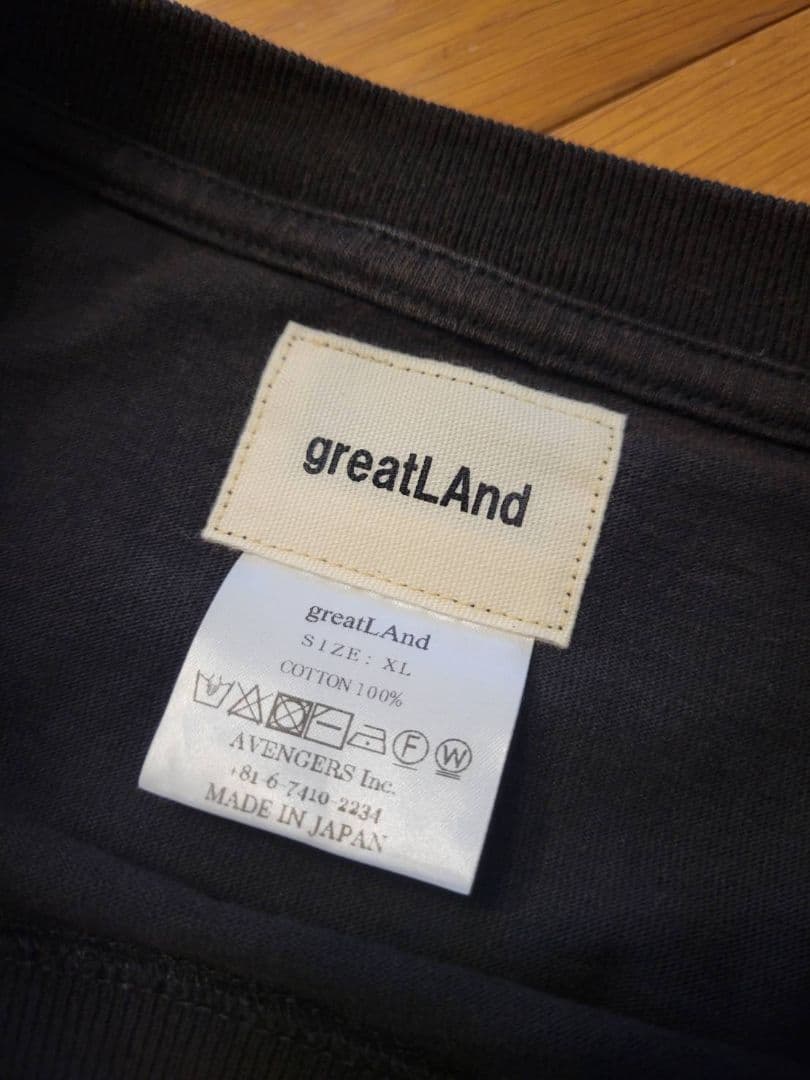 greatLAnd
greatLAnd
SIZE: XL
COTTON 100%
F W
AVENGERS Inc.
+81-6-7410-2234
MADE IN JAPAN